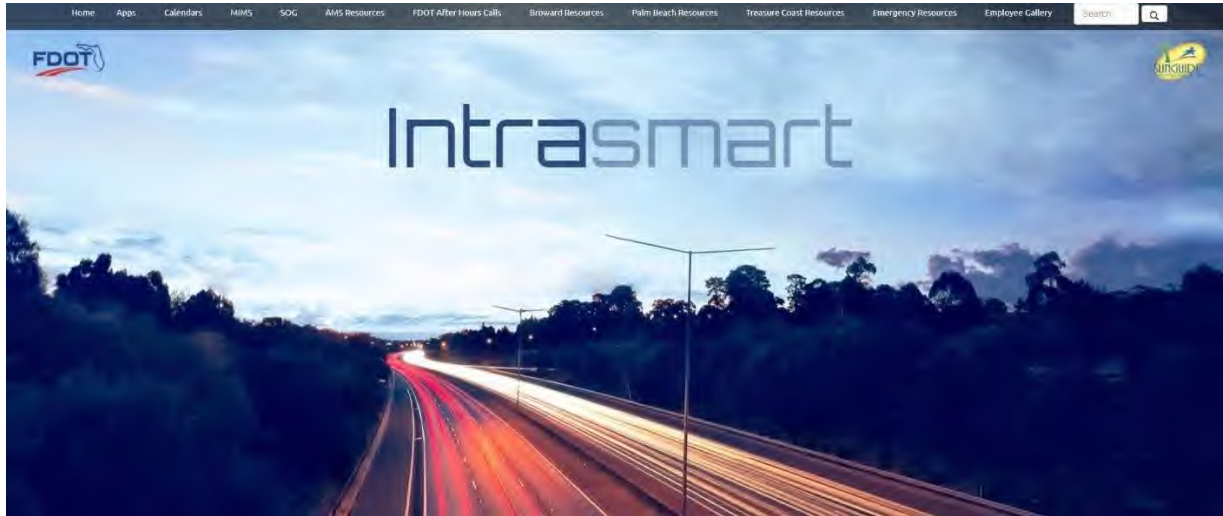 Home Apps Calendars MIMS SOG AMS Resources FDOT After Hours Calls Broward Resources Palm Beach Resources Treasure Coast Resources Emergency Resources Employee Gallery Search
FDOT
SUNGUIDE
Intrasmart